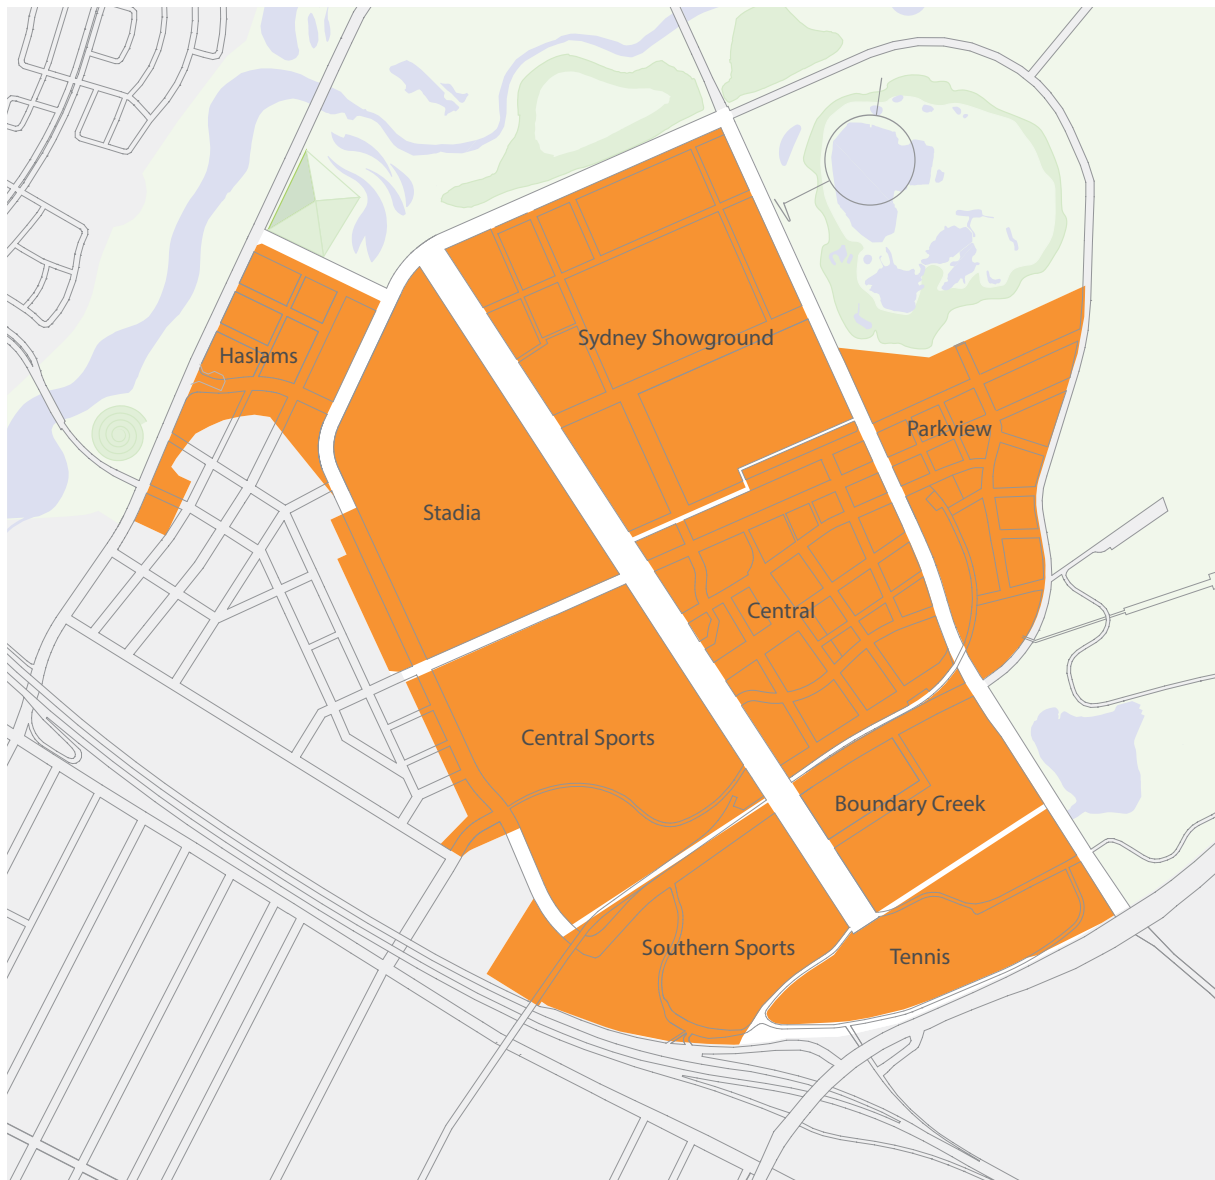 Sydney Showground
Haslams
Parkview
Stadia
Central
Central Sports
Boundary Creek
Southern Sports
Tennis